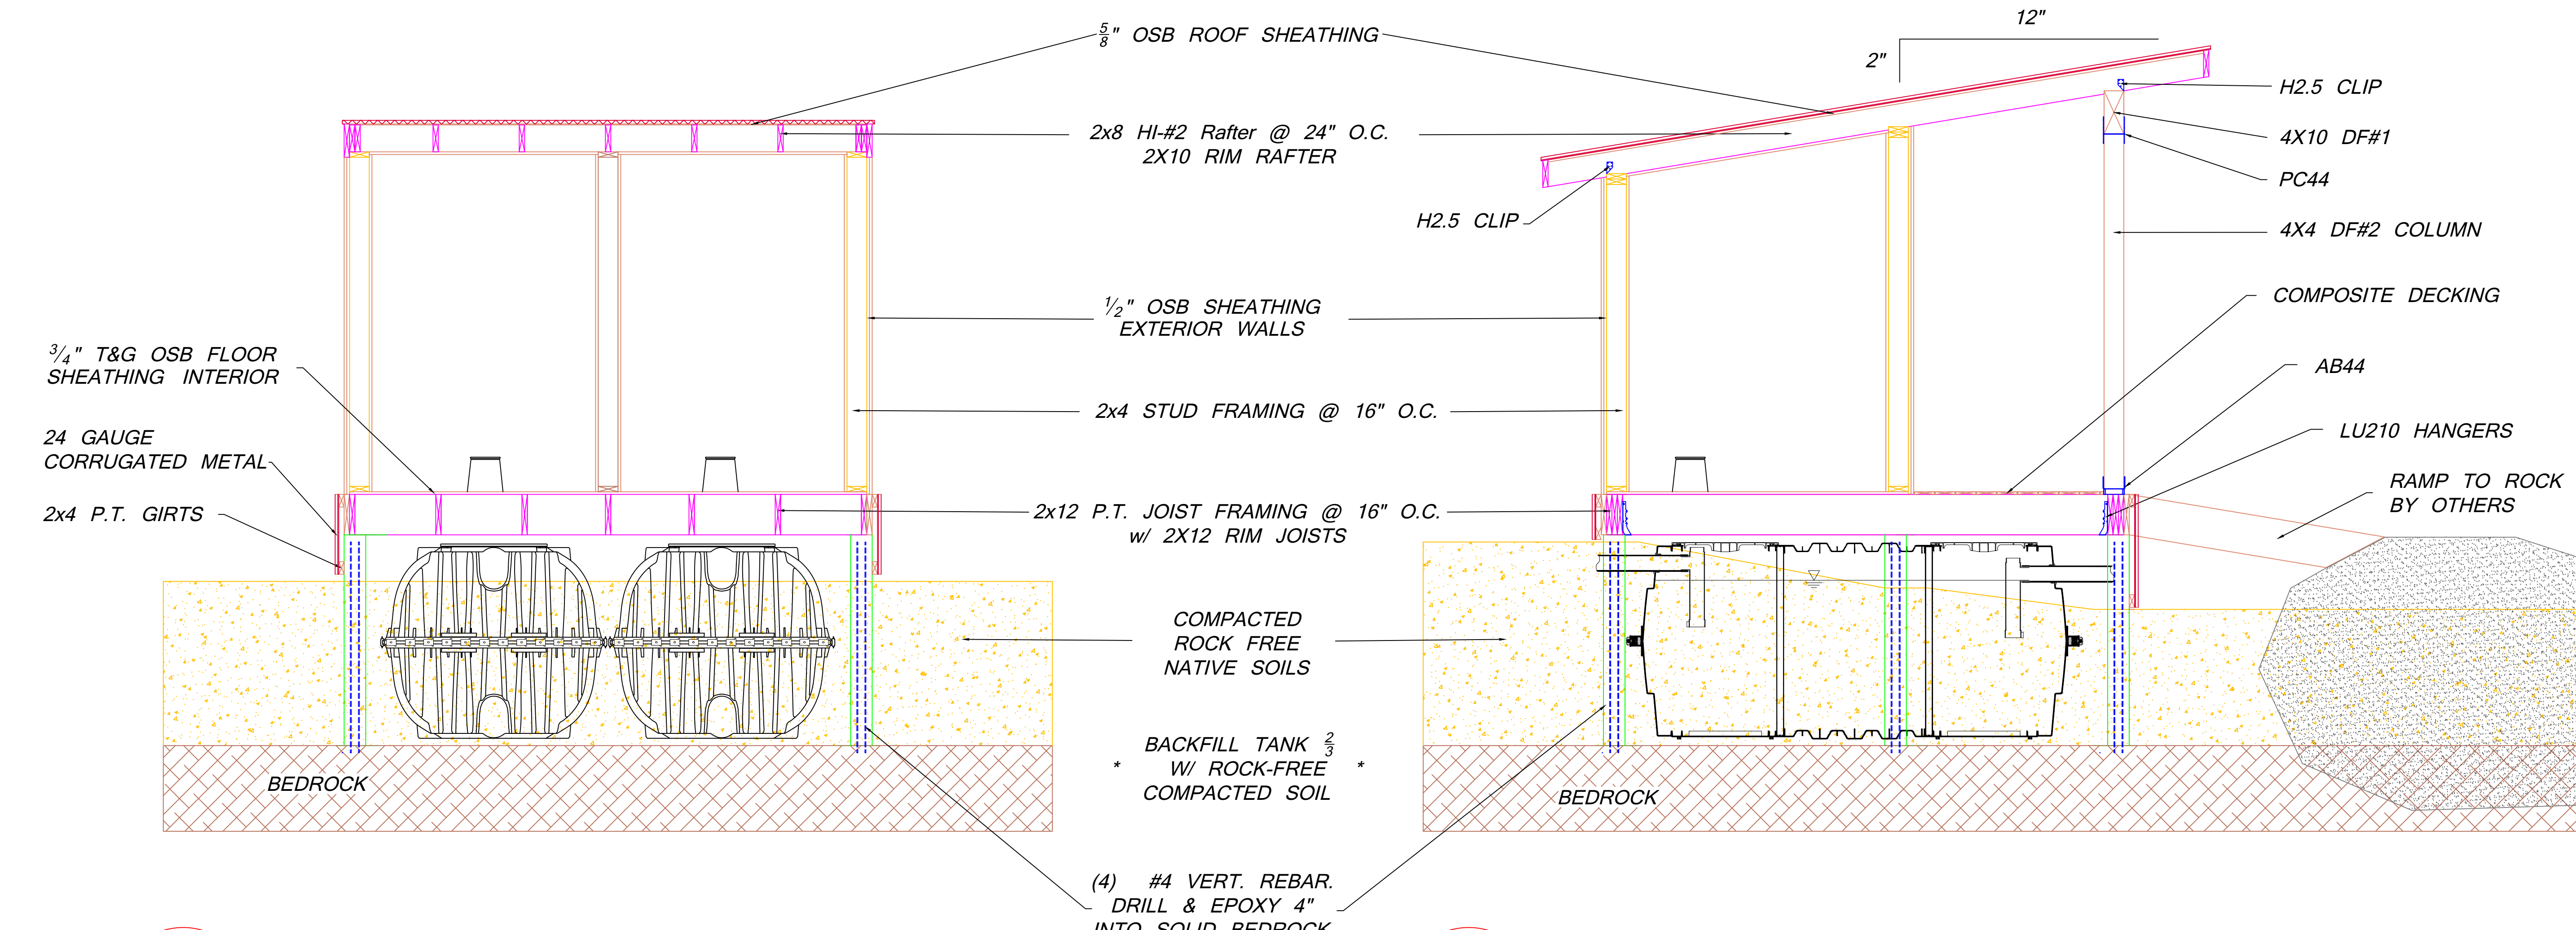 12"
2"
5/8" OSB ROOF SHEATHING
H2.5 CLIP
2x8 HI-#2 Rafter @ 24" O.C.
2X10 RIM RAFTER
4X10 DF#1
PC44
H2.5 CLIP
4X4 DF#2 COLUMN
1/2" OSB SHEATHING
EXTERIOR WALLS
COMPOSITE DECKING
3/4" T&G OSB FLOOR
SHEATHING INTERIOR
AB44
2x4 STUD FRAMING @ 16" O.C.
24 GAUGE
CORRUGATED METAL
LU210 HANGERS
RAMP TO ROCK
BY OTHERS
2x4 P.T. GIRTS
2x12 P.T. JOIST FRAMING @ 16" O.C.
w/ 2X12 RIM JOISTS
COMPACTED
ROCK FREE
NATIVE SOILS
BACKFILL TANK 2/3
* W/ ROCK-FREE *
COMPACTED SOIL
BEDROCK
BEDROCK
(4) #4 VERT. REBAR.
DRILL & EPOXY 4"
INTO SOLID BEDROCK